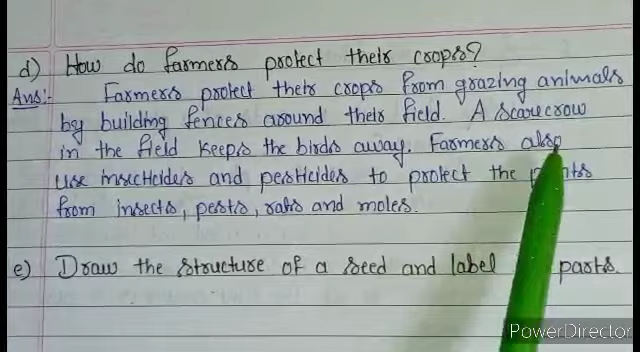 d) How do farmers protect their crops?
Ans:- Farmers protect their crops from grazing animals
by building fences around their field. A scarecrow
in the field keeps the birds away. Farmers also
use insecticides and pesticides to protect the
from insects, pests, rats and moles.
e) Draw the structure of a seed and label parts.
PowerDirector